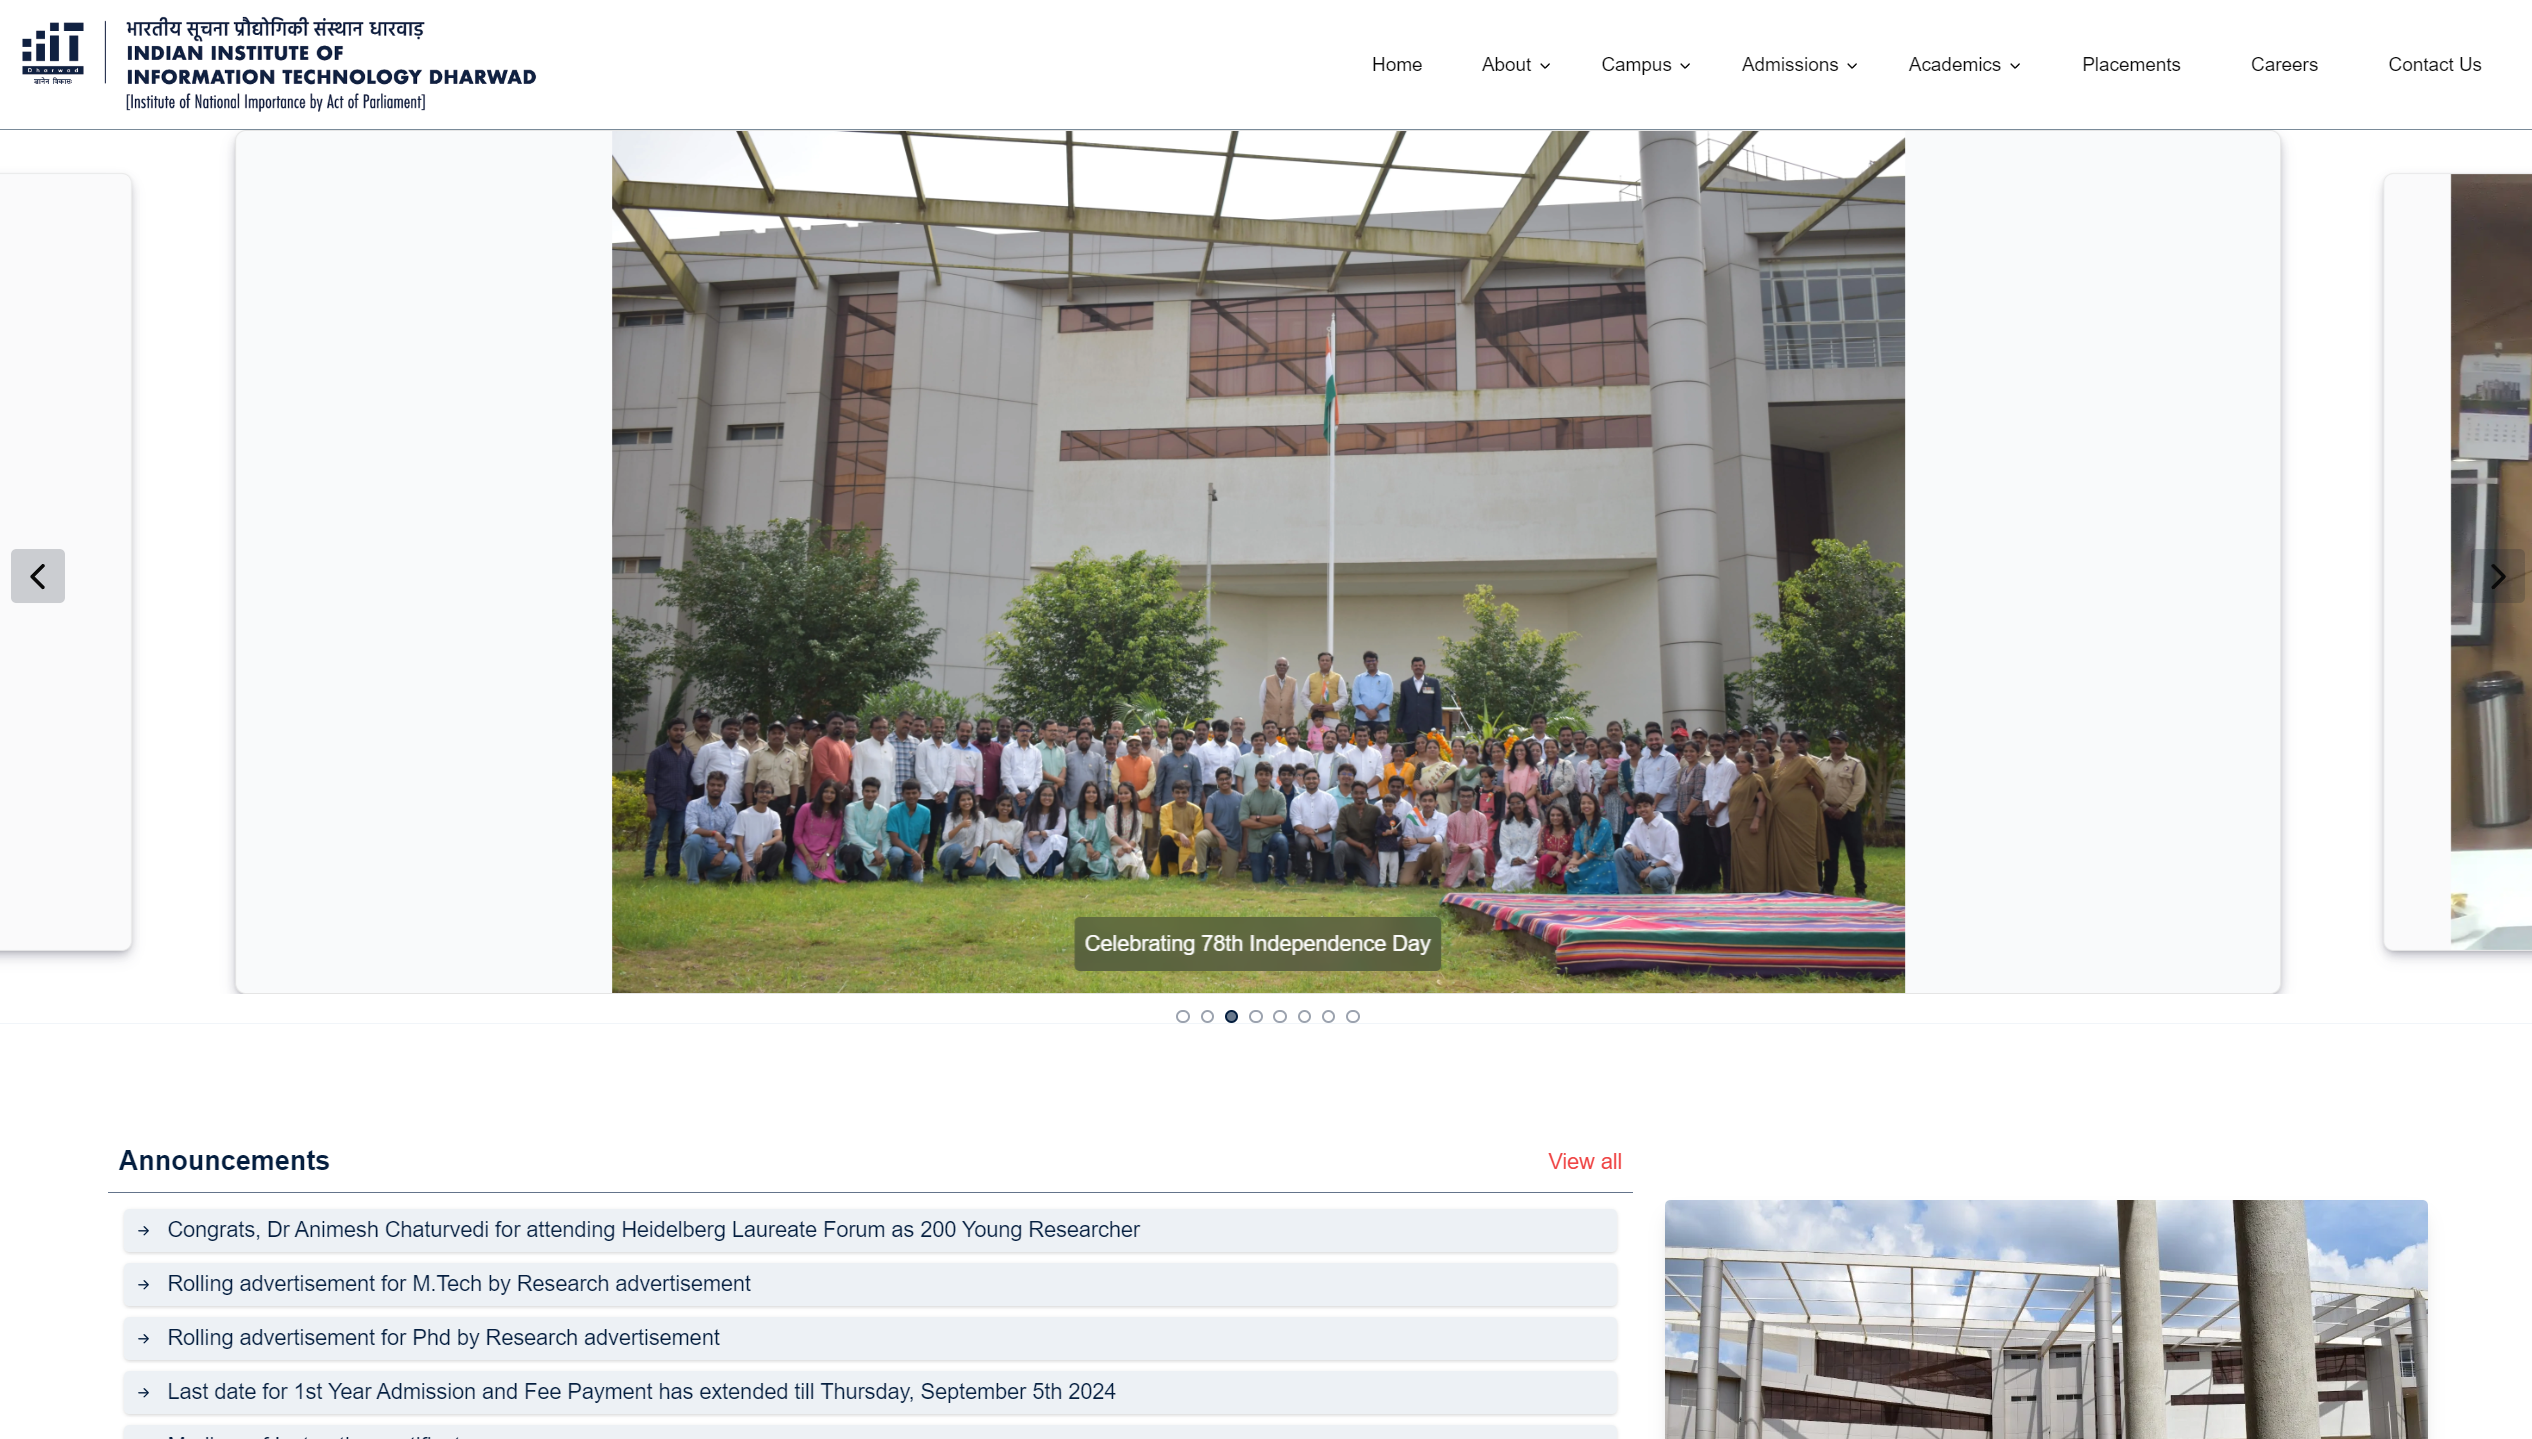 भारतीय सूचना प्रौद्योगिकी संस्थान धारवाड़
INDIAN INSTITUTE OF
INFORMATION TECHNOLOGY DHARWAD
[Institute of National Importance by Act of Parliament]
iiiT
Dharwad
ज्ञानेन विकासः
Home
About
Campus
Admissions
Academics
Placements
Careers
Contact Us
Celebrating 78th Independence Day
Announcements
View all
Congrats, Dr Animesh Chaturvedi for attending Heidelberg Laureate Forum as 200 Young Researcher
Rolling advertisement for M.Tech by Research advertisement
Rolling advertisement for Phd by Research advertisement
Last date for 1st Year Admission and Fee Payment has extended till Thursday, September 5th 2024